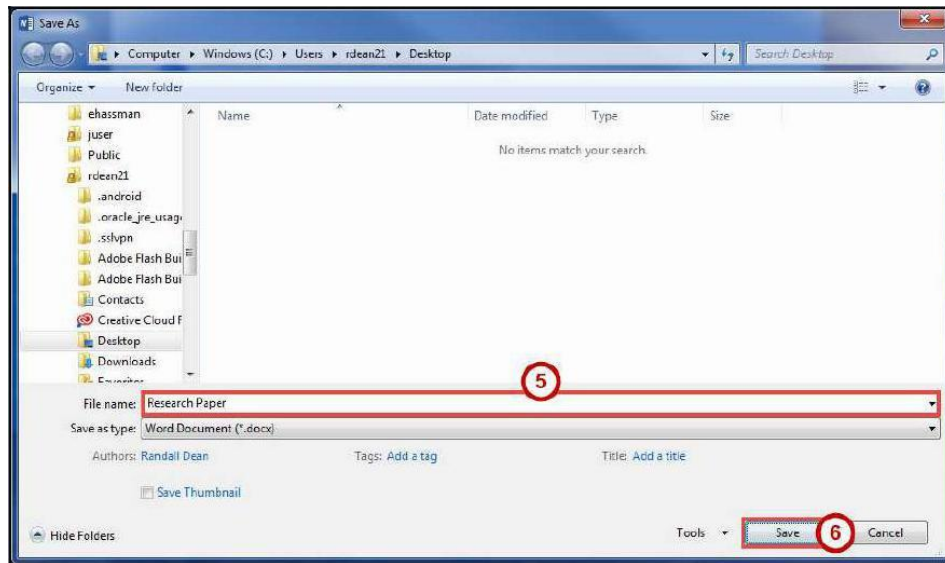 Save As
Computer Windows (C:) Users rdean21 Desktop
Search Desktop
Organize New folder
Name Date modified Type Size
No items match your search.
ehassman
juser
Public
rdean21
.android
.oracle_jre_usag
.sslvpn
Adobe Flash Bui
Adobe Flash Bui
Contacts
Creative Cloud F
Desktop
Downloads
5
File name: Research Paper
Save as type: Word Document (*.docx)
Authors: Randall Dean Tags: Add a tag Title: Add a title
Save Thumbnail
Hide Folders Tools Save 6 Cancel